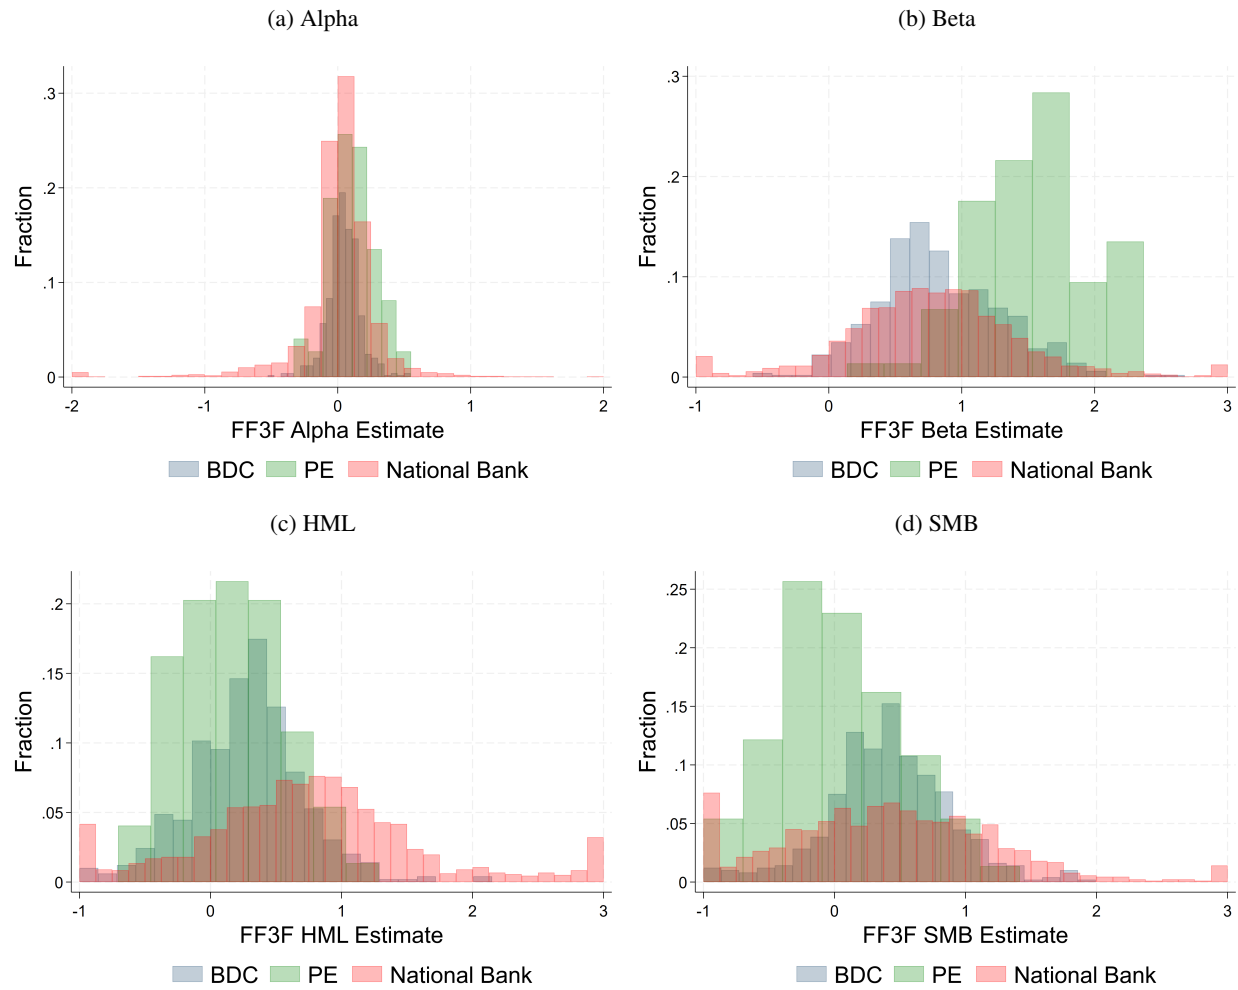 (a) Alpha
.3
.2
.1
0
Fraction
-2 -1 0 1 2
FF3F Alpha Estimate
BDC PE National Bank
(b) Beta
.3
.2
.1
0
Fraction
-1 0 1 2 3
FF3F Beta Estimate
BDC PE National Bank
(c) HML
.2
.15
.1
.05
0
Fraction
-1 0 1 2 3
FF3F HML Estimate
BDC PE National Bank
(d) SMB
.25
.2
.15
.1
.05
0
Fraction
-1 0 1 2 3
FF3F SMB Estimate
BDC PE National Bank